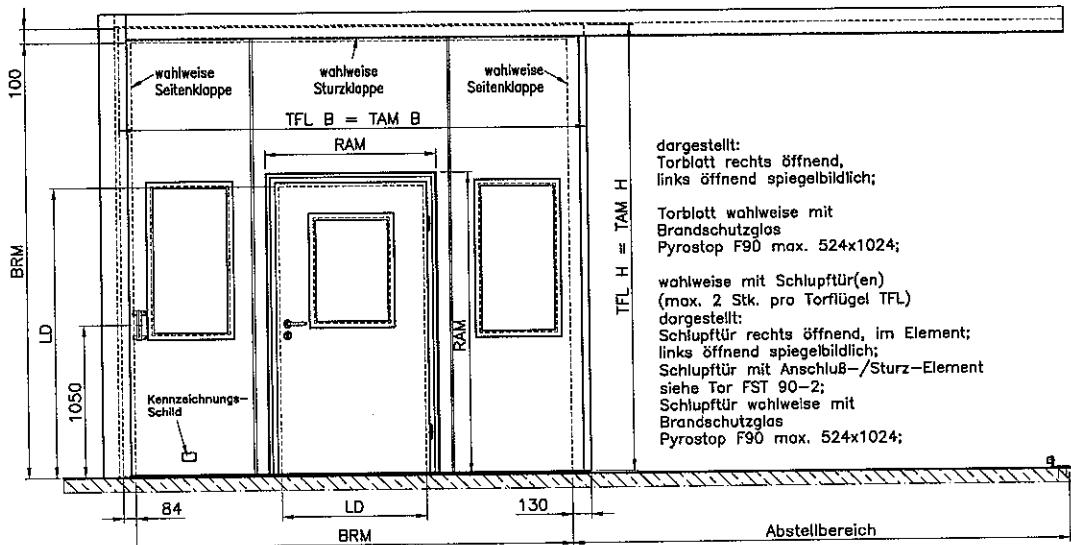 100
wahlweise
Seitenklappe
wahlweise
Sturzklappe
wahlweise
Seitenklappe
TFL B = TAM B
RAM
BRM
LD
1050
RAM
TFL H = TAM H
Kennzeichnungs-
Schild
84
LD
130
BRM
Abstellbereich
dargestellt:
Torblatt rechts öffnend,
links öffnend spiegelbildlich;
Torblatt wahlweise mit
Brandschutzglas
Pyrostop F90 max. 524x1024;
wahlweise mit Schlupftür(en)
(max. 2 Stk. pro Torflügel TFL)
dargestellt:
Schlupftür rechts öffnend, im Element;
links öffnend spiegelbildlich;
Schlupftür mit Anschluß-/Sturz-Element
siehe Tor FST 90-2;
Schlupftür wahlweise mit
Brandschutzglas
Pyrostop F90 max. 524x1024;